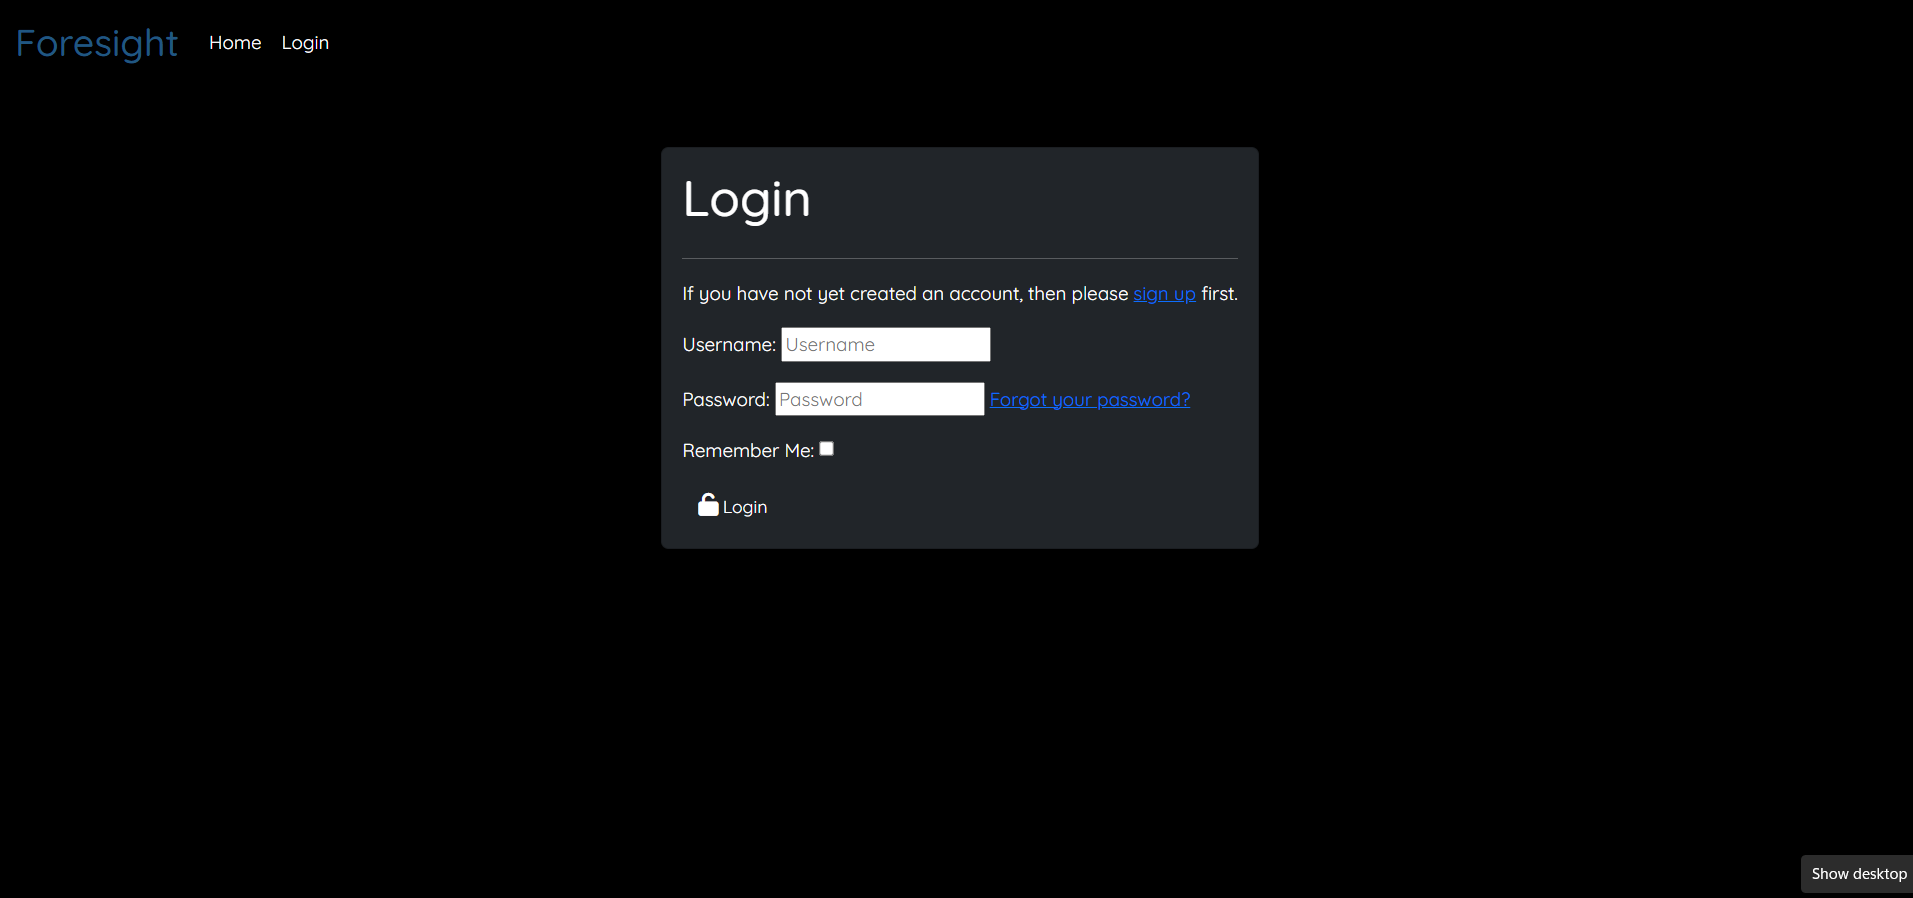 Foresight Home Login
Login
If you have not yet created an account, then please sign up first.
Username: Username
Password: Password Forgot your password?
Remember Me:
Login
Show desktop